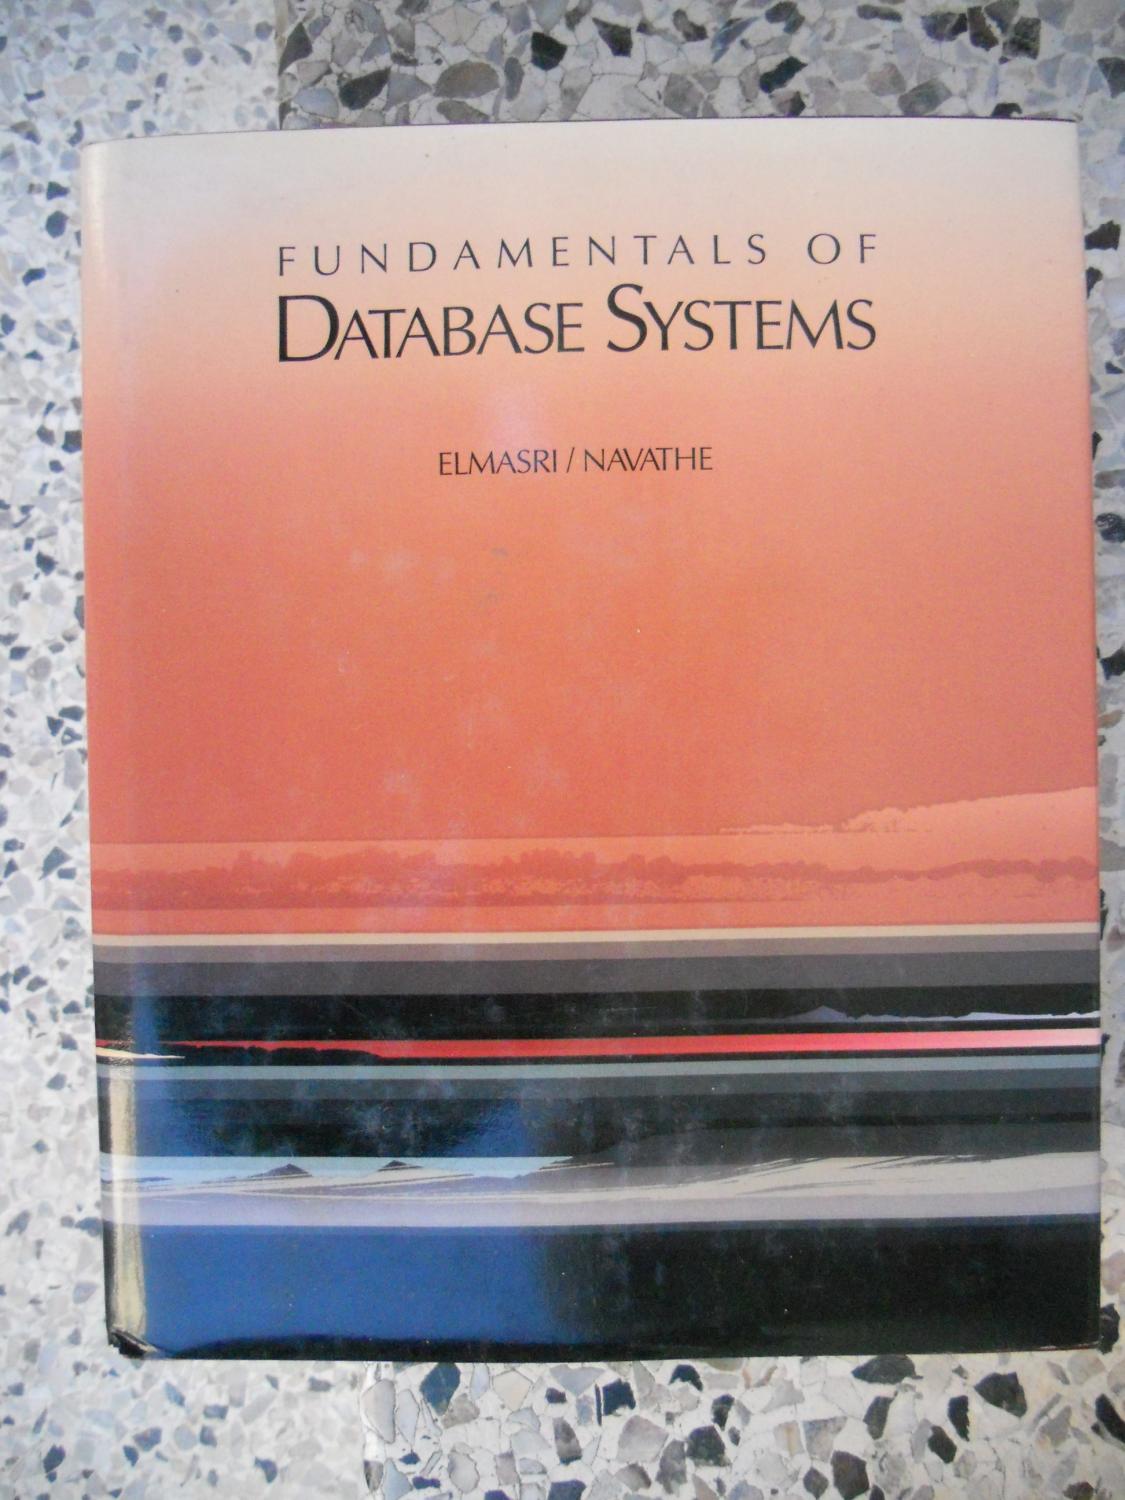 FUNDAMENTALS OF
DATABASE SYSTEMS
ELMASRI / NAVATHE